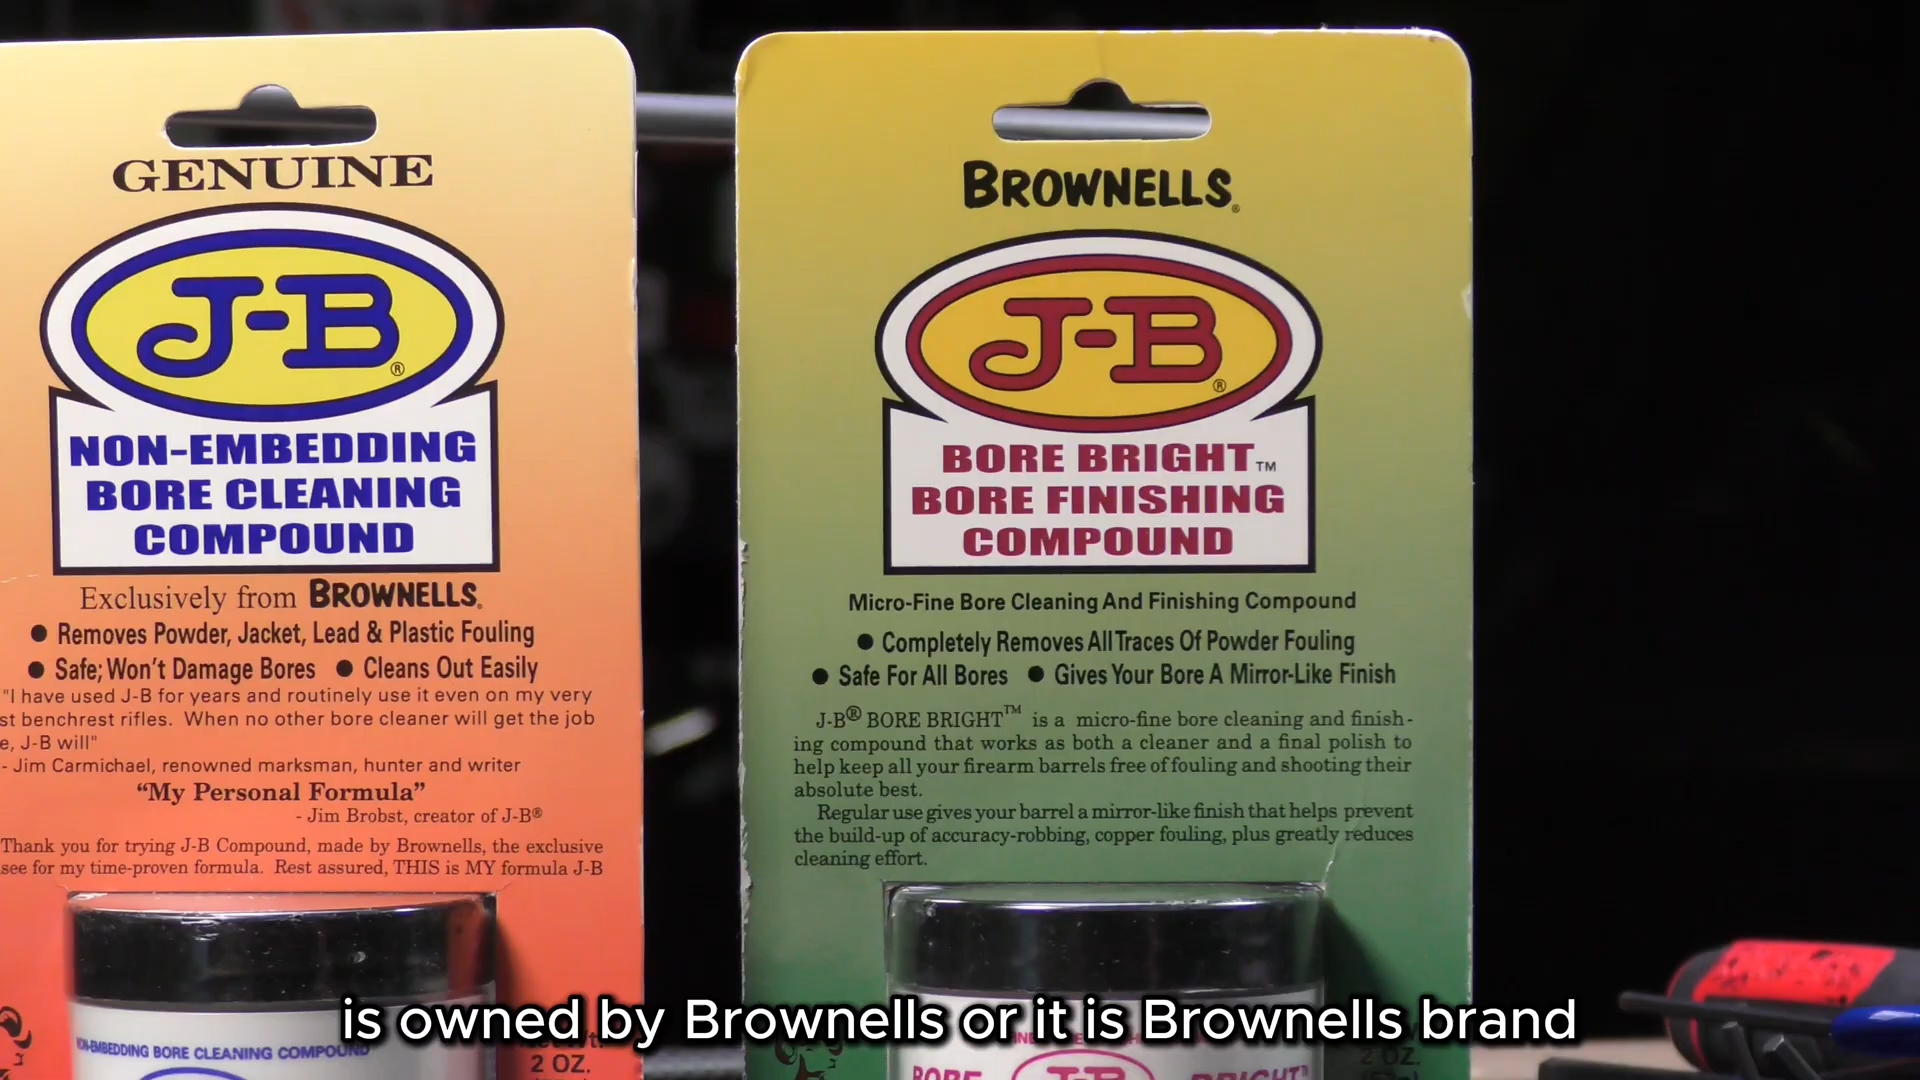 GENUINE
J-B®
NON-EMBEDDING
BORE CLEANING
COMPOUND
Exclusively from BROWNELLS®
● Removes Powder, Jacket, Lead & Plastic Fouling
● Safe; Won't Damage Bores ● Cleans Out Easily
"I have used J-B for years and routinely use it even on my very
benchrest rifles. When no other bore cleaner will get the job
J-B will"
- Jim Carmichael, renowned marksman, hunter and writer
“My Personal Formula”
- Jim Brobst, creator of J-B®
Thank you for trying J-B Compound, made by Brownells, the exclusive
for my time-proven formula. Rest assured, THIS is MY formula J-B
BORE CLEANING COMPOUND
2 OZ.
BROWNELLS®
J-B®
BORE BRIGHT™
BORE FINISHING
COMPOUND
Micro-Fine Bore Cleaning And Finishing Compound
● Completely Removes All Traces Of Powder Fouling
● Safe For All Bores ● Gives Your Bore A Mirror-Like Finish
J-B® BORE BRIGHT™ is a micro-fine bore cleaning and finish-
ing compound that works as both a cleaner and a final polish to
help keep all your firearm barrels free of fouling and shooting their
absolute best.
Regular use gives your barrel a mirror-like finish that helps prevent
the build-up of accuracy-robbing, copper fouling, plus greatly reduces
cleaning effort.
BORE J-B BRIGHT™
2 OZ.
is owned by Brownells or it is Brownells brand